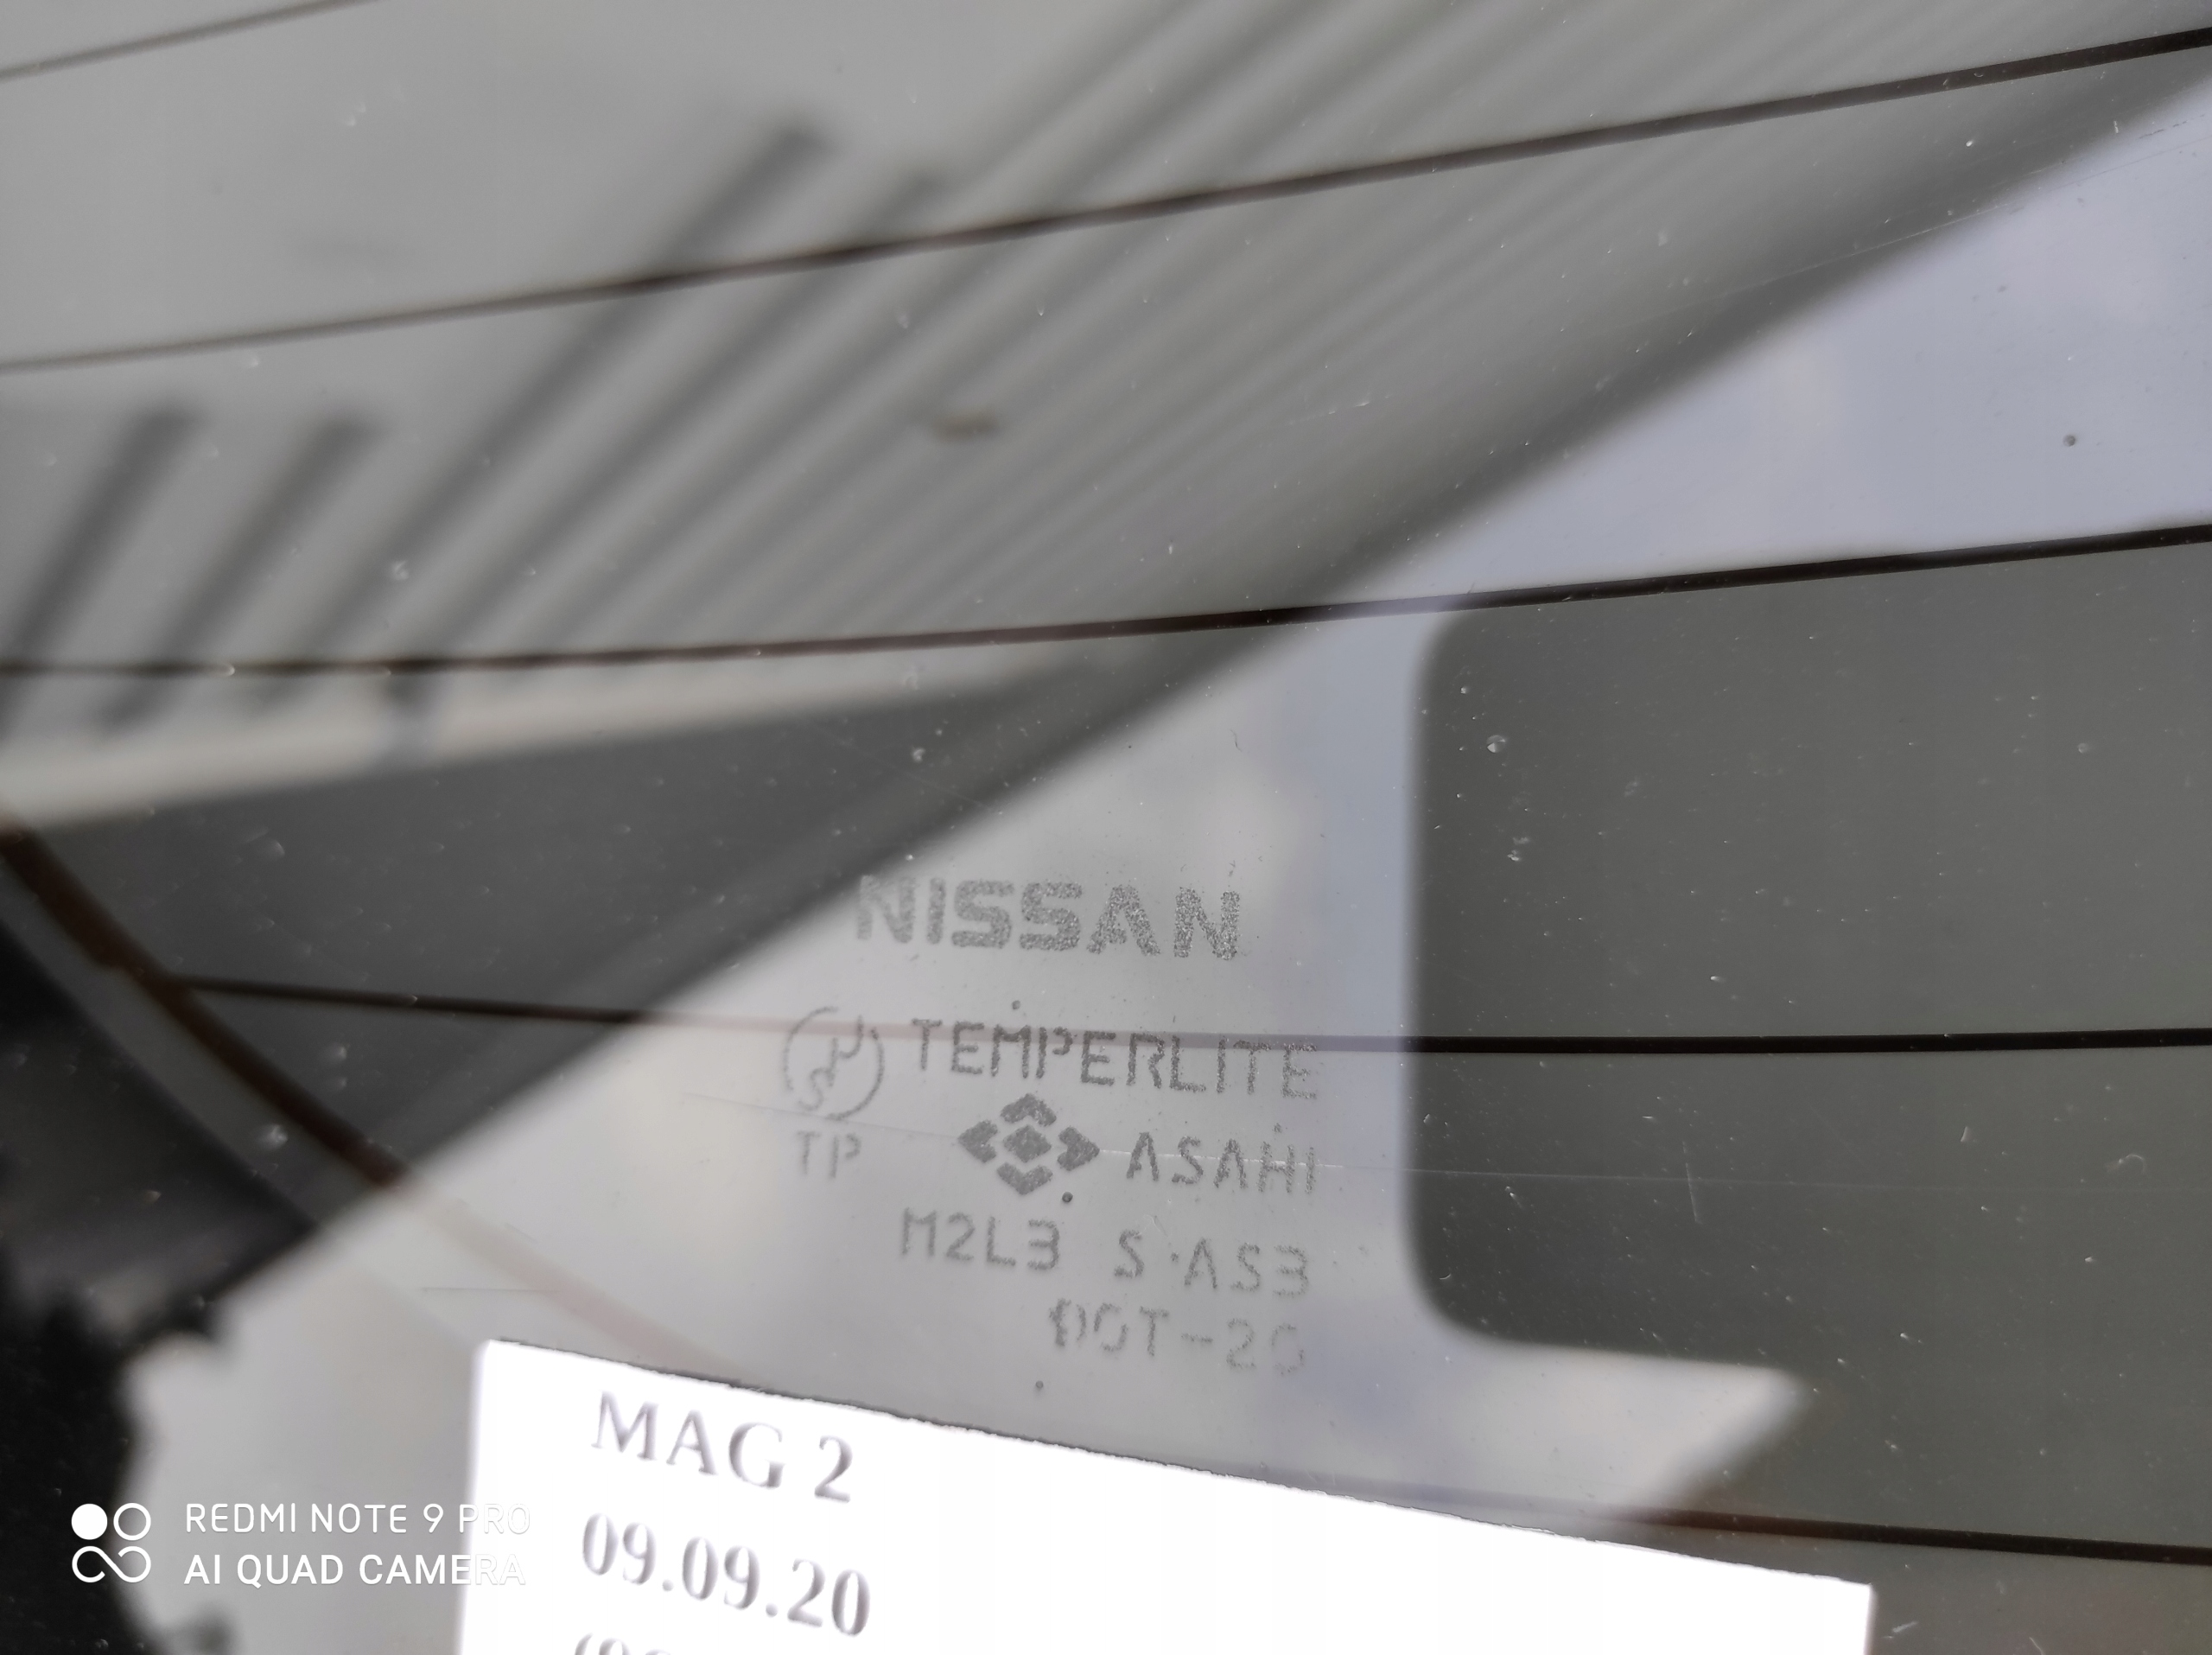 NISSAN
JIS TEMPERLITE
TP ASAHI
M2L3 S·AS3
DOT-20
MAG 2
09.09.20
REDMI NOTE 9 PRO
AI QUAD CAMERA